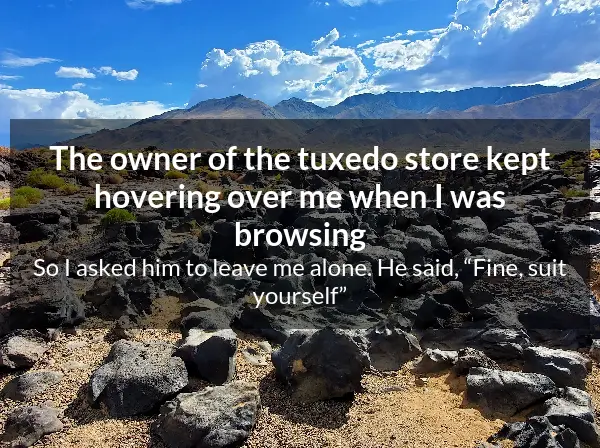 The owner of the tuxedo store kept
hovering over me when I was
browsing
So I asked him to leave me alone. He said, “Fine, suit
yourself”